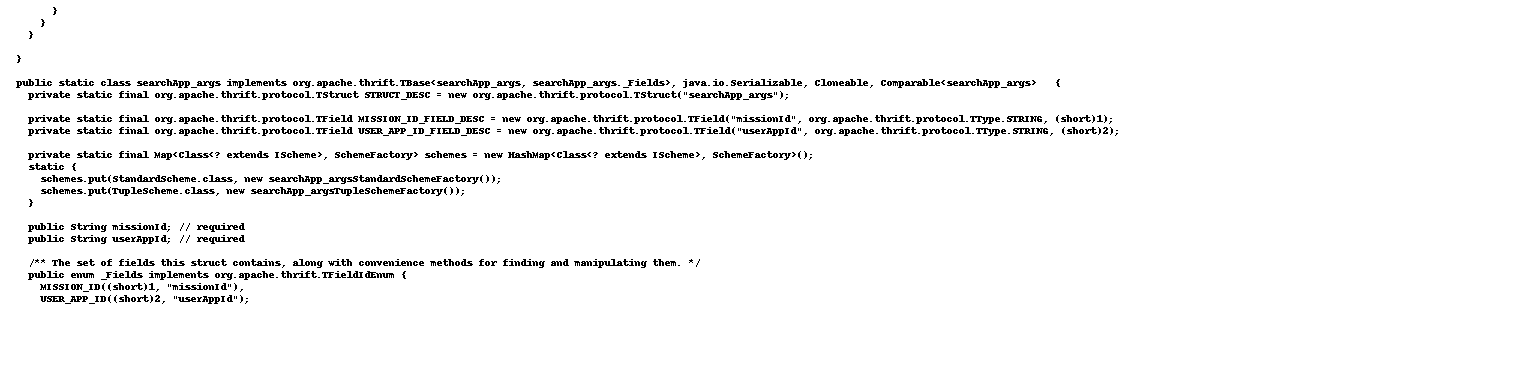 }
    }
  }

}

public static class searchApp_args implements org.apache.thrift.TBase<searchApp_args, searchApp_args._Fields>, java.io.Serializable, Cloneable, Comparable<searchApp_args>   {
  private static final org.apache.thrift.protocol.TStruct STRUCT_DESC = new org.apache.thrift.protocol.TStruct("searchApp_args");

  private static final org.apache.thrift.protocol.TField MISSION_ID_FIELD_DESC = new org.apache.thrift.protocol.TField("missionId", org.apache.thrift.protocol.TType.STRING, (short)1);
  private static final org.apache.thrift.protocol.TField USER_APP_ID_FIELD_DESC = new org.apache.thrift.protocol.TField("userAppId", org.apache.thrift.protocol.TType.STRING, (short)2);

  private static final Map<Class<? extends IScheme>, SchemeFactory> schemes = new HashMap<Class<? extends IScheme>, SchemeFactory>();
  static {
    schemes.put(StandardScheme.class, new searchApp_argsStandardSchemeFactory());
    schemes.put(TupleScheme.class, new searchApp_argsTupleSchemeFactory());
  }

  public String missionId; // required
  public String userAppId; // required

  /** The set of fields this struct contains, along with convenience methods for finding and manipulating them. */
  public enum _Fields implements org.apache.thrift.TFieldIdEnum {
    MISSION_ID((short)1, "missionId"),
    USER_APP_ID((short)2, "userAppId");